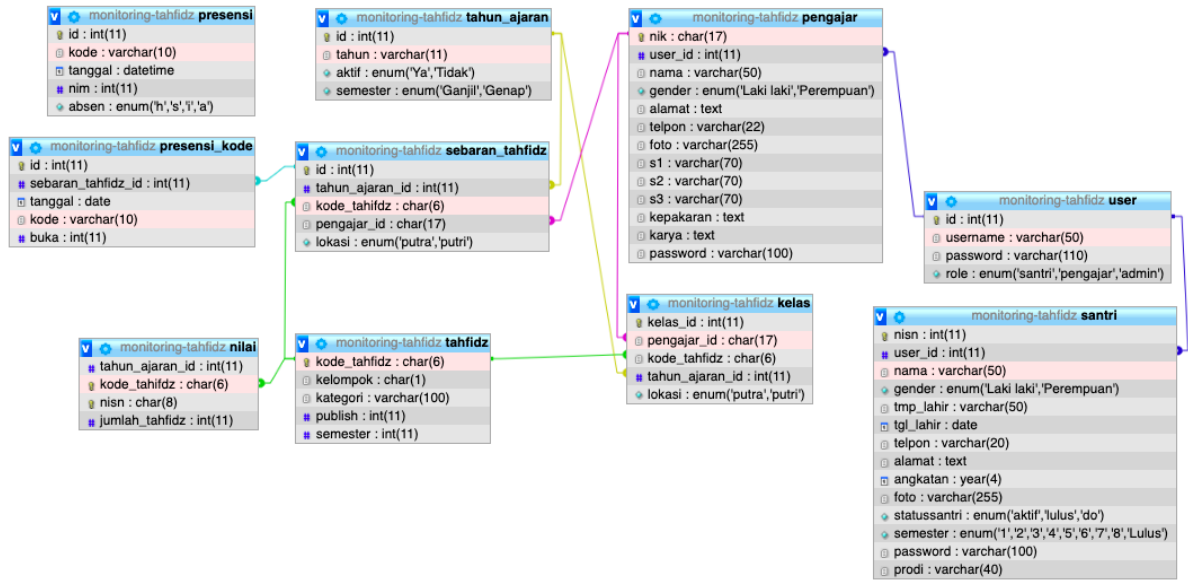 monitoring-tahfidz presensi
id : int(11)
kode : varchar(10)
tanggal : datetime
nim : int(11)
absen : enum('h','s','i','a')
monitoring-tahfidz tahun_ajaran
id : int(11)
tahun : varchar(11)
aktif : enum('Ya','Tidak')
semester : enum('Ganjil','Genap')
monitoring-tahfidz pengajar
nik : char(17)
user_id : int(11)
nama : varchar(50)
gender : enum('Laki laki','Perempuan')
alamat : text
telpon : varchar(22)
foto : varchar(255)
s1 : varchar(70)
s2 : varchar(70)
s3 : varchar(70)
kepakaran : text
karya : text
password : varchar(100)
monitoring-tahfidz presensi_kode
id : int(11)
sebaran_tahfidz_id : int(11)
tanggal : date
kode : varchar(10)
buka : int(11)
monitoring-tahfidz sebaran_tahfidz
id : int(11)
tahun_ajaran_id : int(11)
kode_tahifdz : char(6)
pengajar_id : char(17)
lokasi : enum('putra','putri')
monitoring-tahfidz user
id : int(11)
username : varchar(50)
password : varchar(110)
role : enum('santri','pengajar','admin')
monitoring-tahfidz kelas
kelas_id : int(11)
pengajar_id : char(17)
kode_tahfidz : char(6)
tahun_ajaran_id : int(11)
lokasi : enum('putra','putri')
monitoring-tahfidz santri
nisn : int(11)
user_id : int(11)
nama : varchar(50)
gender : enum('Laki laki','Perempuan')
tmp_lahir : varchar(50)
tgl_lahir : date
telpon : varchar(20)
alamat : text
angkatan : year(4)
foto : varchar(255)
statussantri : enum('aktif','lulus','do')
semester : enum('1','2','3','4','5','6','7','8','Lulus')
password : varchar(100)
prodi : varchar(40)
monitoring-tahfidz nilai
tahun_ajaran_id : int(11)
kode_tahifdz : char(6)
nisn : char(8)
jumlah_tahfidz : int(11)
monitoring-tahfidz tahfidz
kode_tahfidz : char(6)
kelompok : char(1)
kategori : varchar(100)
publish : int(11)
semester : int(11)